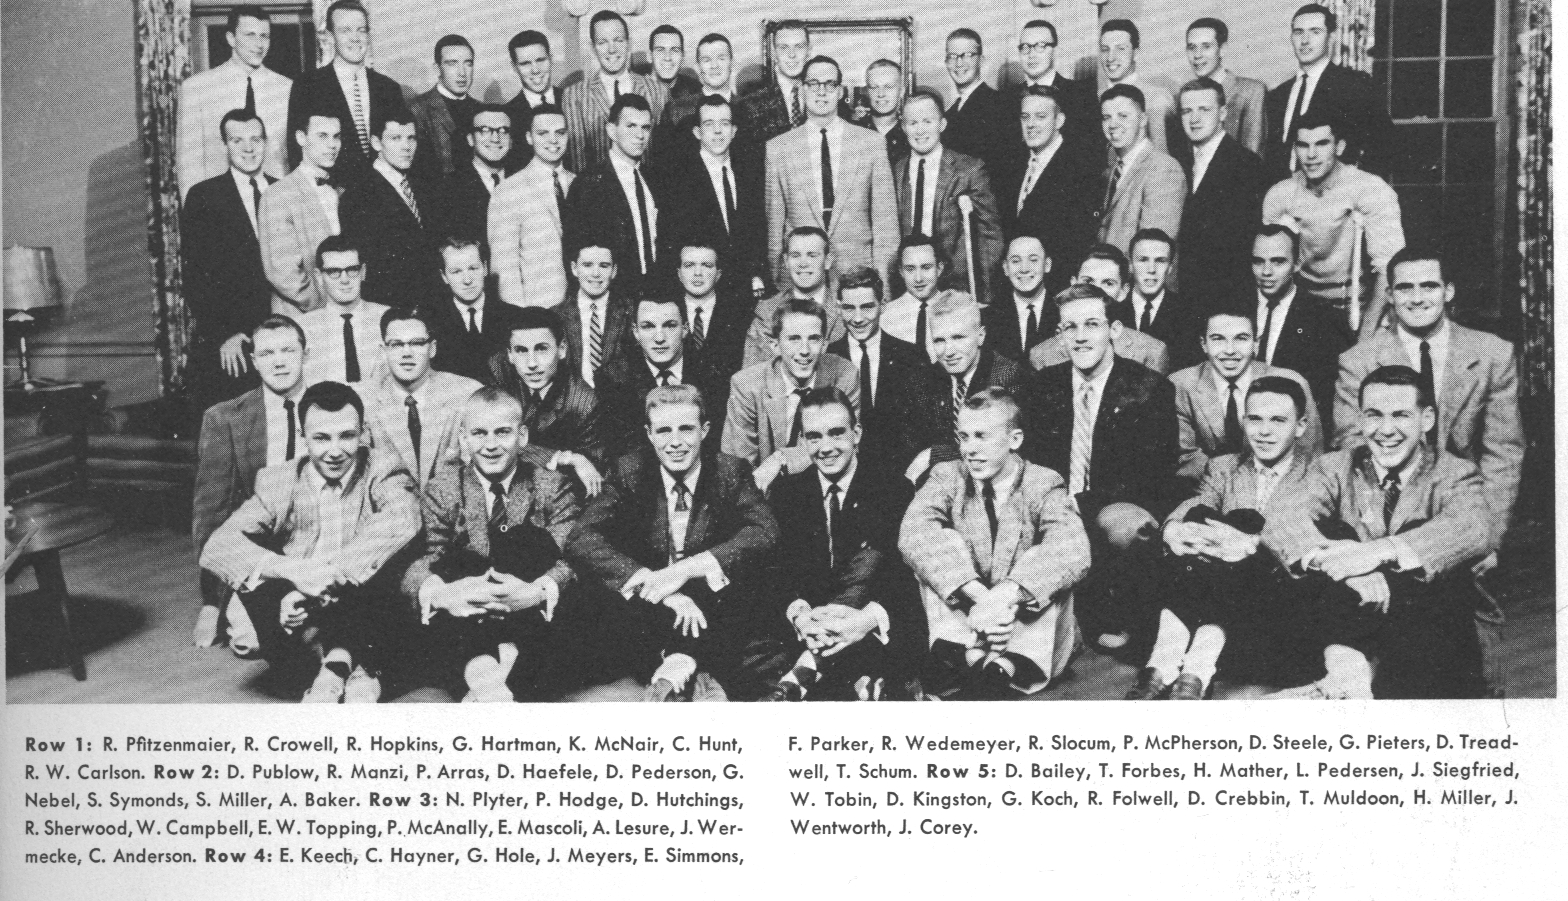 Row 1: R. Pfitzenmaier, R. Crowell, R. Hopkins, G. Hartman, K. McNair, C. Hunt,
R. W. Carlson. Row 2: D. Publow, R. Manzi, P. Arras, D. Haefele, D. Pederson, G.
Nebel, S. Symonds, S. Miller, A. Baker. Row 3: N. Plyter, P. Hodge, D. Hutchings,
R. Sherwood, W. Campbell, E. W. Topping, P. McAnally, E. Mascoli, A. Lesure, J. Wer-
mecke, C. Anderson. Row 4: E. Keech, C. Hayner, G. Hole, J. Meyers, E. Simmons,
F. Parker, R. Wedemeyer, R. Slocum, P. McPherson, D. Steele, G. Pieters, D. Tread-
well, T. Schum. Row 5: D. Bailey, T. Forbes, H. Mather, L. Pedersen, J. Siegfried,
W. Tobin, D. Kingston, G. Koch, R. Folwell, D. Crebbin, T. Muldoon, H. Miller, J.
Wentworth, J. Corey.